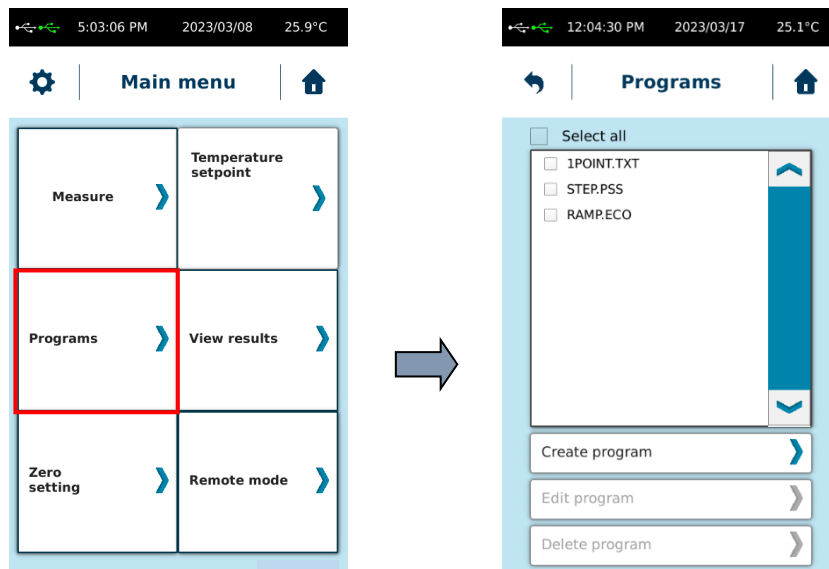 5:03:06 PM 2023/03/08 25.9°C
Main menu
Measure
Temperature
setpoint
Programs
View results
Zero
setting
Remote mode
12:04:30 PM 2023/03/17 25.1°C
Programs
Select all
1POINT.TXT
STEP.PSS
RAMP.ECO
Create program
Edit program
Delete program